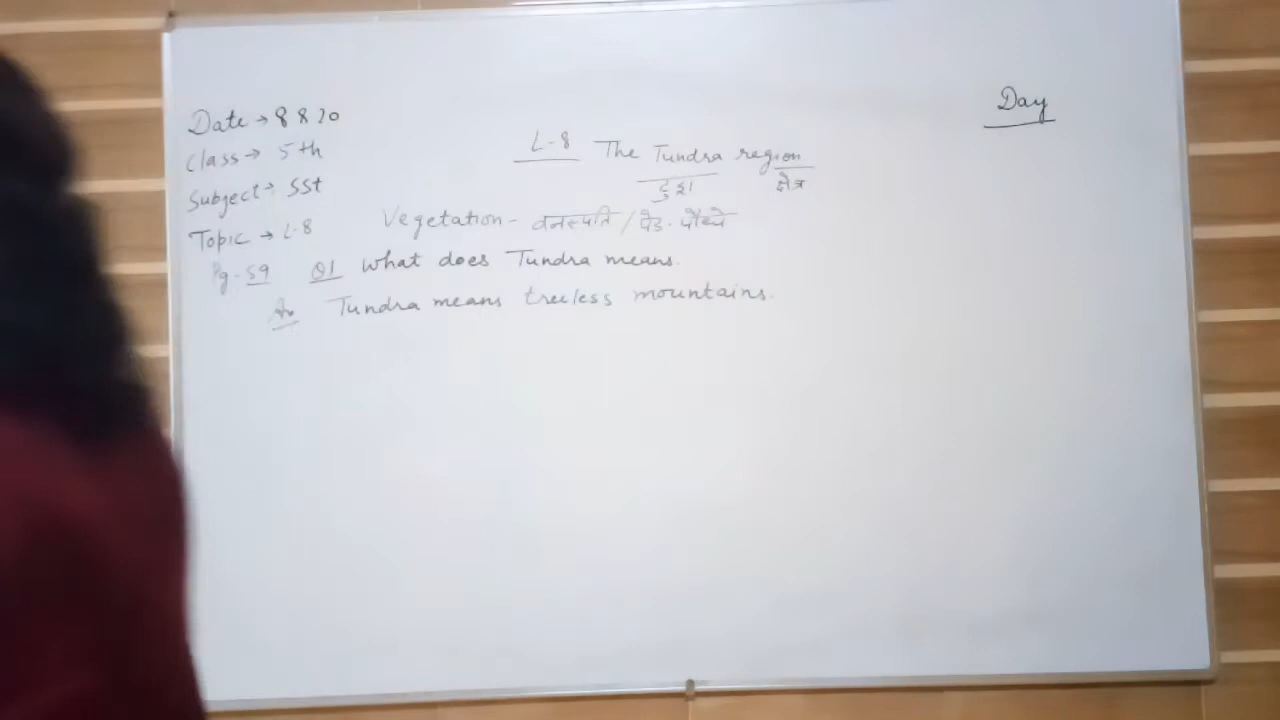 Day
Date → 8 8 20
L-8 The Tundra region
Class → 5th
टुंड्रा क्षेत्र
Subject → SSt
Vegetation - वनस्पति / पेड़-पौधे
Topic → L-8
Pg-59 Q1 What does Tundra means.
An Tundra means treeless mountains.